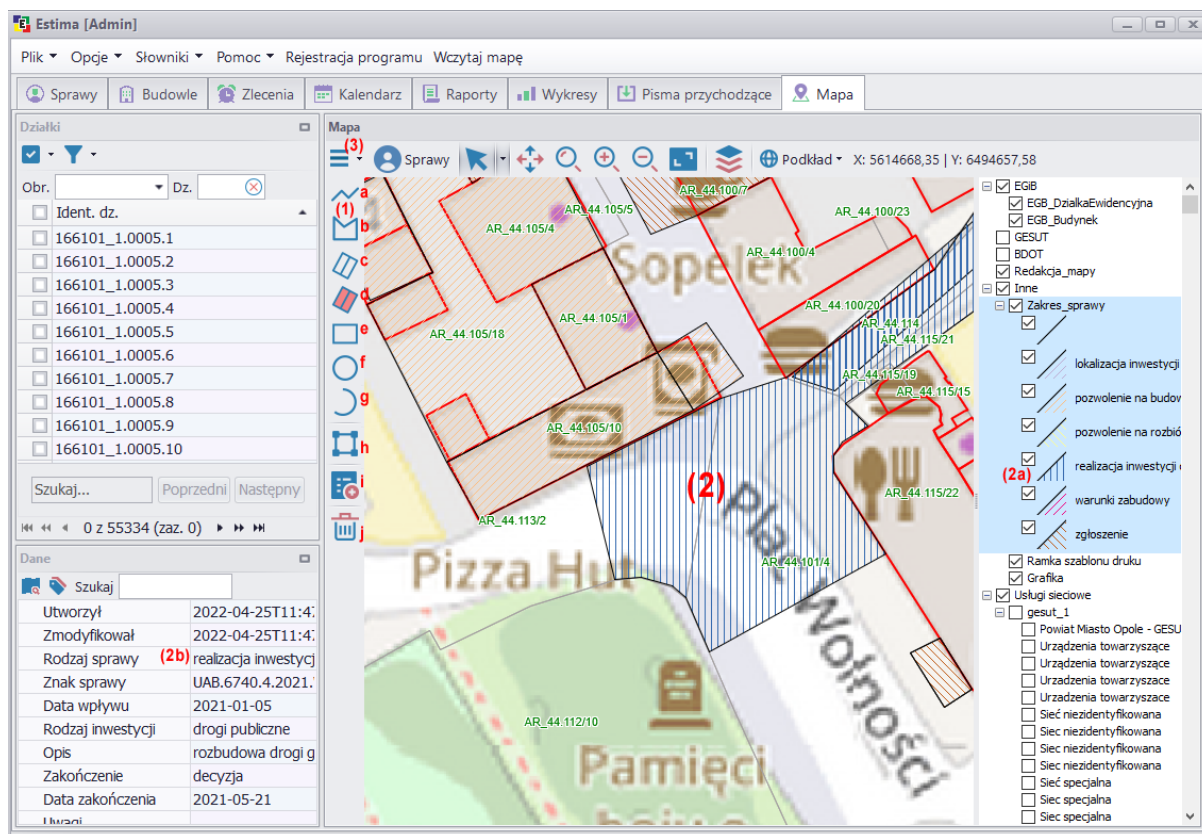 Estima [Admin]
Plik Opcje Słowniki Pomoc Rejestracja programu Wczytaj mapę
Sprawy Budowle Zlecenia Kalendarz Raporty Wykresy Pisma przychodzące Mapa
Działki
Obr. Dz.
Ident. dz.
166101_1.0005.1
166101_1.0005.2
166101_1.0005.3
166101_1.0005.4
166101_1.0005.5
166101_1.0005.6
166101_1.0005.7
166101_1.0005.8
166101_1.0005.9
166101_1.0005.10
Szukaj... Poprzedni Następny
0 z 55334 (zaz. 0)
Dane
Szukaj
Utworzył 2022-04-25T11:47
Zmodyfikował 2022-04-25T11:47
Rodzaj sprawy (2b) realizacja inwestycj
Znak sprawy UAB.6740.4.2021.
Data wpływu 2021-01-05
Rodzaj inwestycji drogi publiczne
Opis rozbudowa drogi g
Zakończenie decyzja
Data zakończenia 2021-05-21
Uwagi
Mapa
(3)
Sprawy Podkład X: 5614668,35 | Y: 6494657,58
a
(1)
b
c
d
e
f
g
h
i
j
AR_44.100/7
AR_44.105/5
AR_44.100/23
AR_44.105/4
Sopelek
AR_44.100/4
AR_44.100/20
AR_44.105/1
AR_44.114
AR_44.105/18
AR_44.115/21
AR_44.115/19
AR_44.115/15
AR_44.105/10
(2)
AR_44.115/22
AR_44.113/2
Pizza Hut
AR_44.101/4
Plac Wolności
AR_44.112/10
Pamięci
EGiB
EGB_DzialkaEwidencyjna
EGB_Budynek
GESUT
BDOT
Redakcja_mapy
Inne
Zakres_sprawy
lokalizacja inwestycji
pozwolenie na budow
pozwolenie na rozbió
(2a) realizacja inwestycji
warunki zabudowy
zgłoszenie
Ramka szablonu druku
Grafika
Usługi sieciowe
gesut_1
Powiat Miasto Opole - GESU
Urządzenia towarzyszące
Urządzenia towarzyszące
Urzadzenia towarzyszace
Urzadzenia towarzyszace
Sieć niezidentyfikowana
Sieć niezidentyfikowana
Siec niezidentyfikowana
Siec niezidentyfikowana
Sieć specjalna
Siec specjalna
Siec specjalna